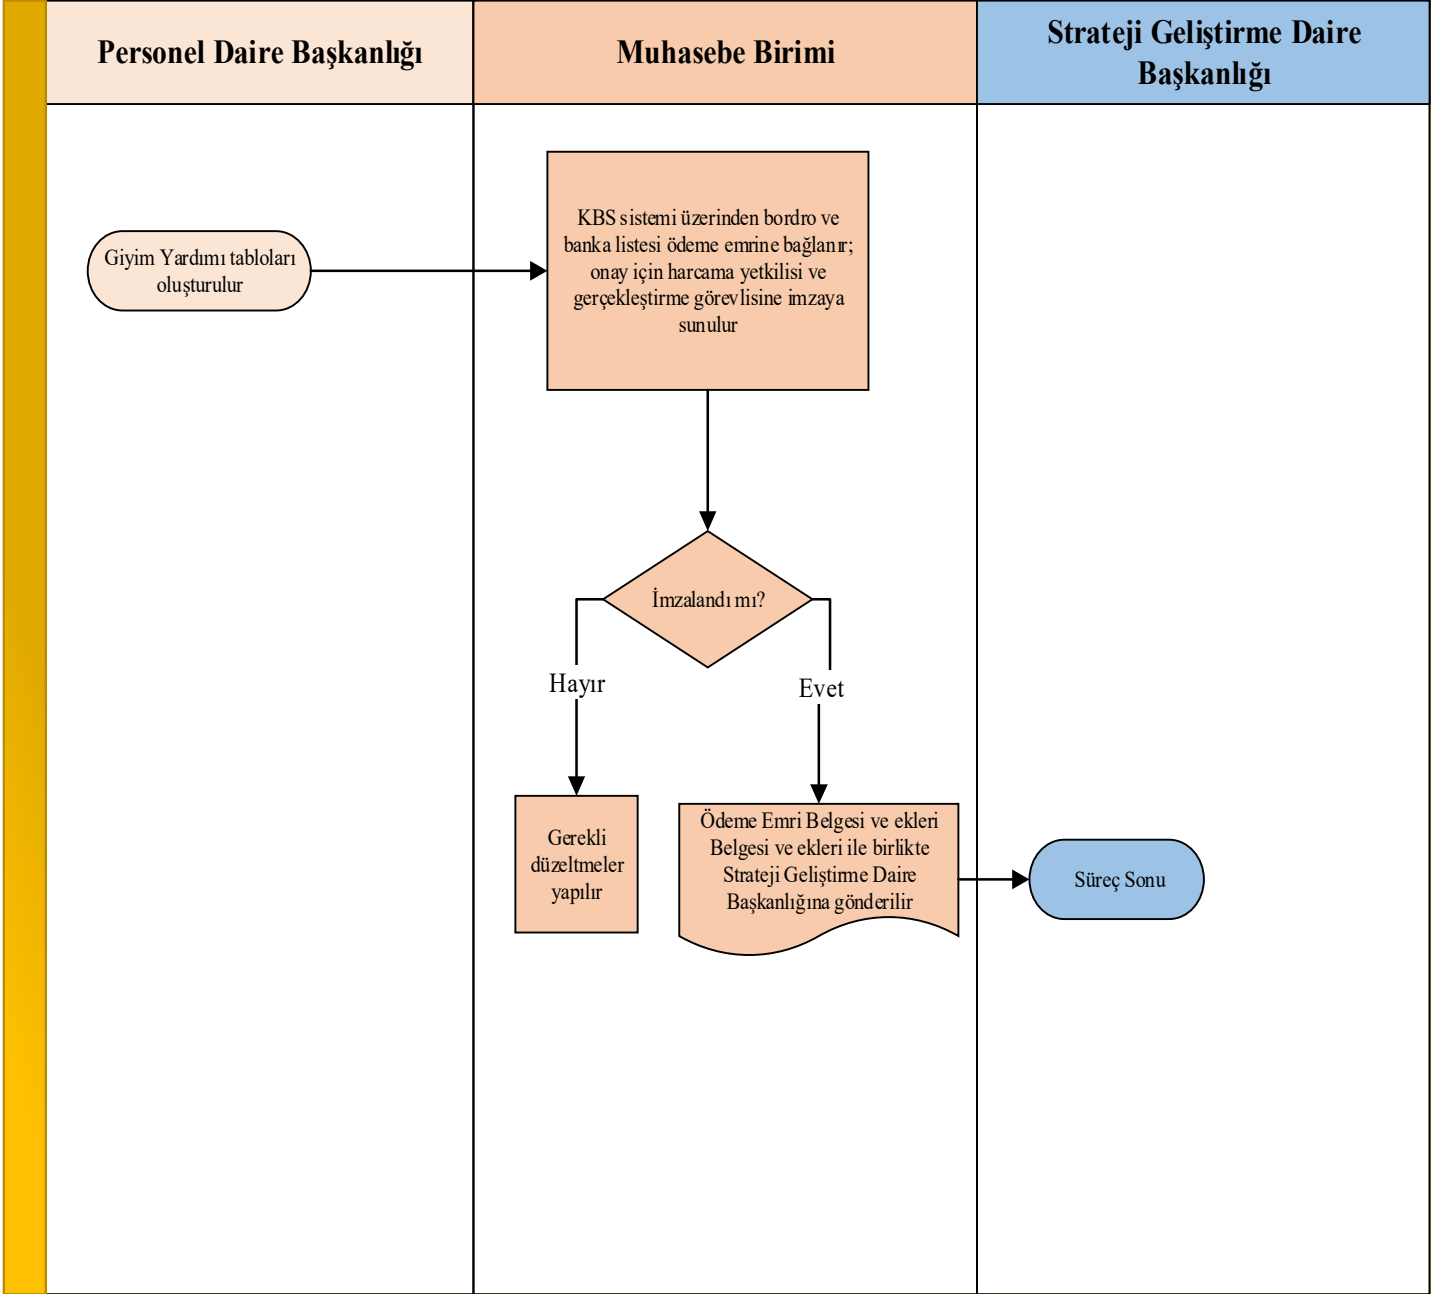 Personel Daire Başkanlığı
Muhasebe Birimi
Strateji Geliştirme Daire
Başkanlığı
Giyim Yardımı tabloları
oluşturulur
KBS sistemi üzerinden bordro ve
banka listesi ödeme emrine bağlanır;
onay için harcama yetkilisi ve
gerçekleştirme görevlisine imzaya
sunulur
İmzalandı mı?
Hayır
Evet
Gerekli
düzeltmeler
yapılır
Ödeme Emri Belgesi ve ekleri
Belgesi ve ekleri ile birlikte
Strateji Geliştirme Daire
Başkanlığına gönderilir
Süreç Sonu